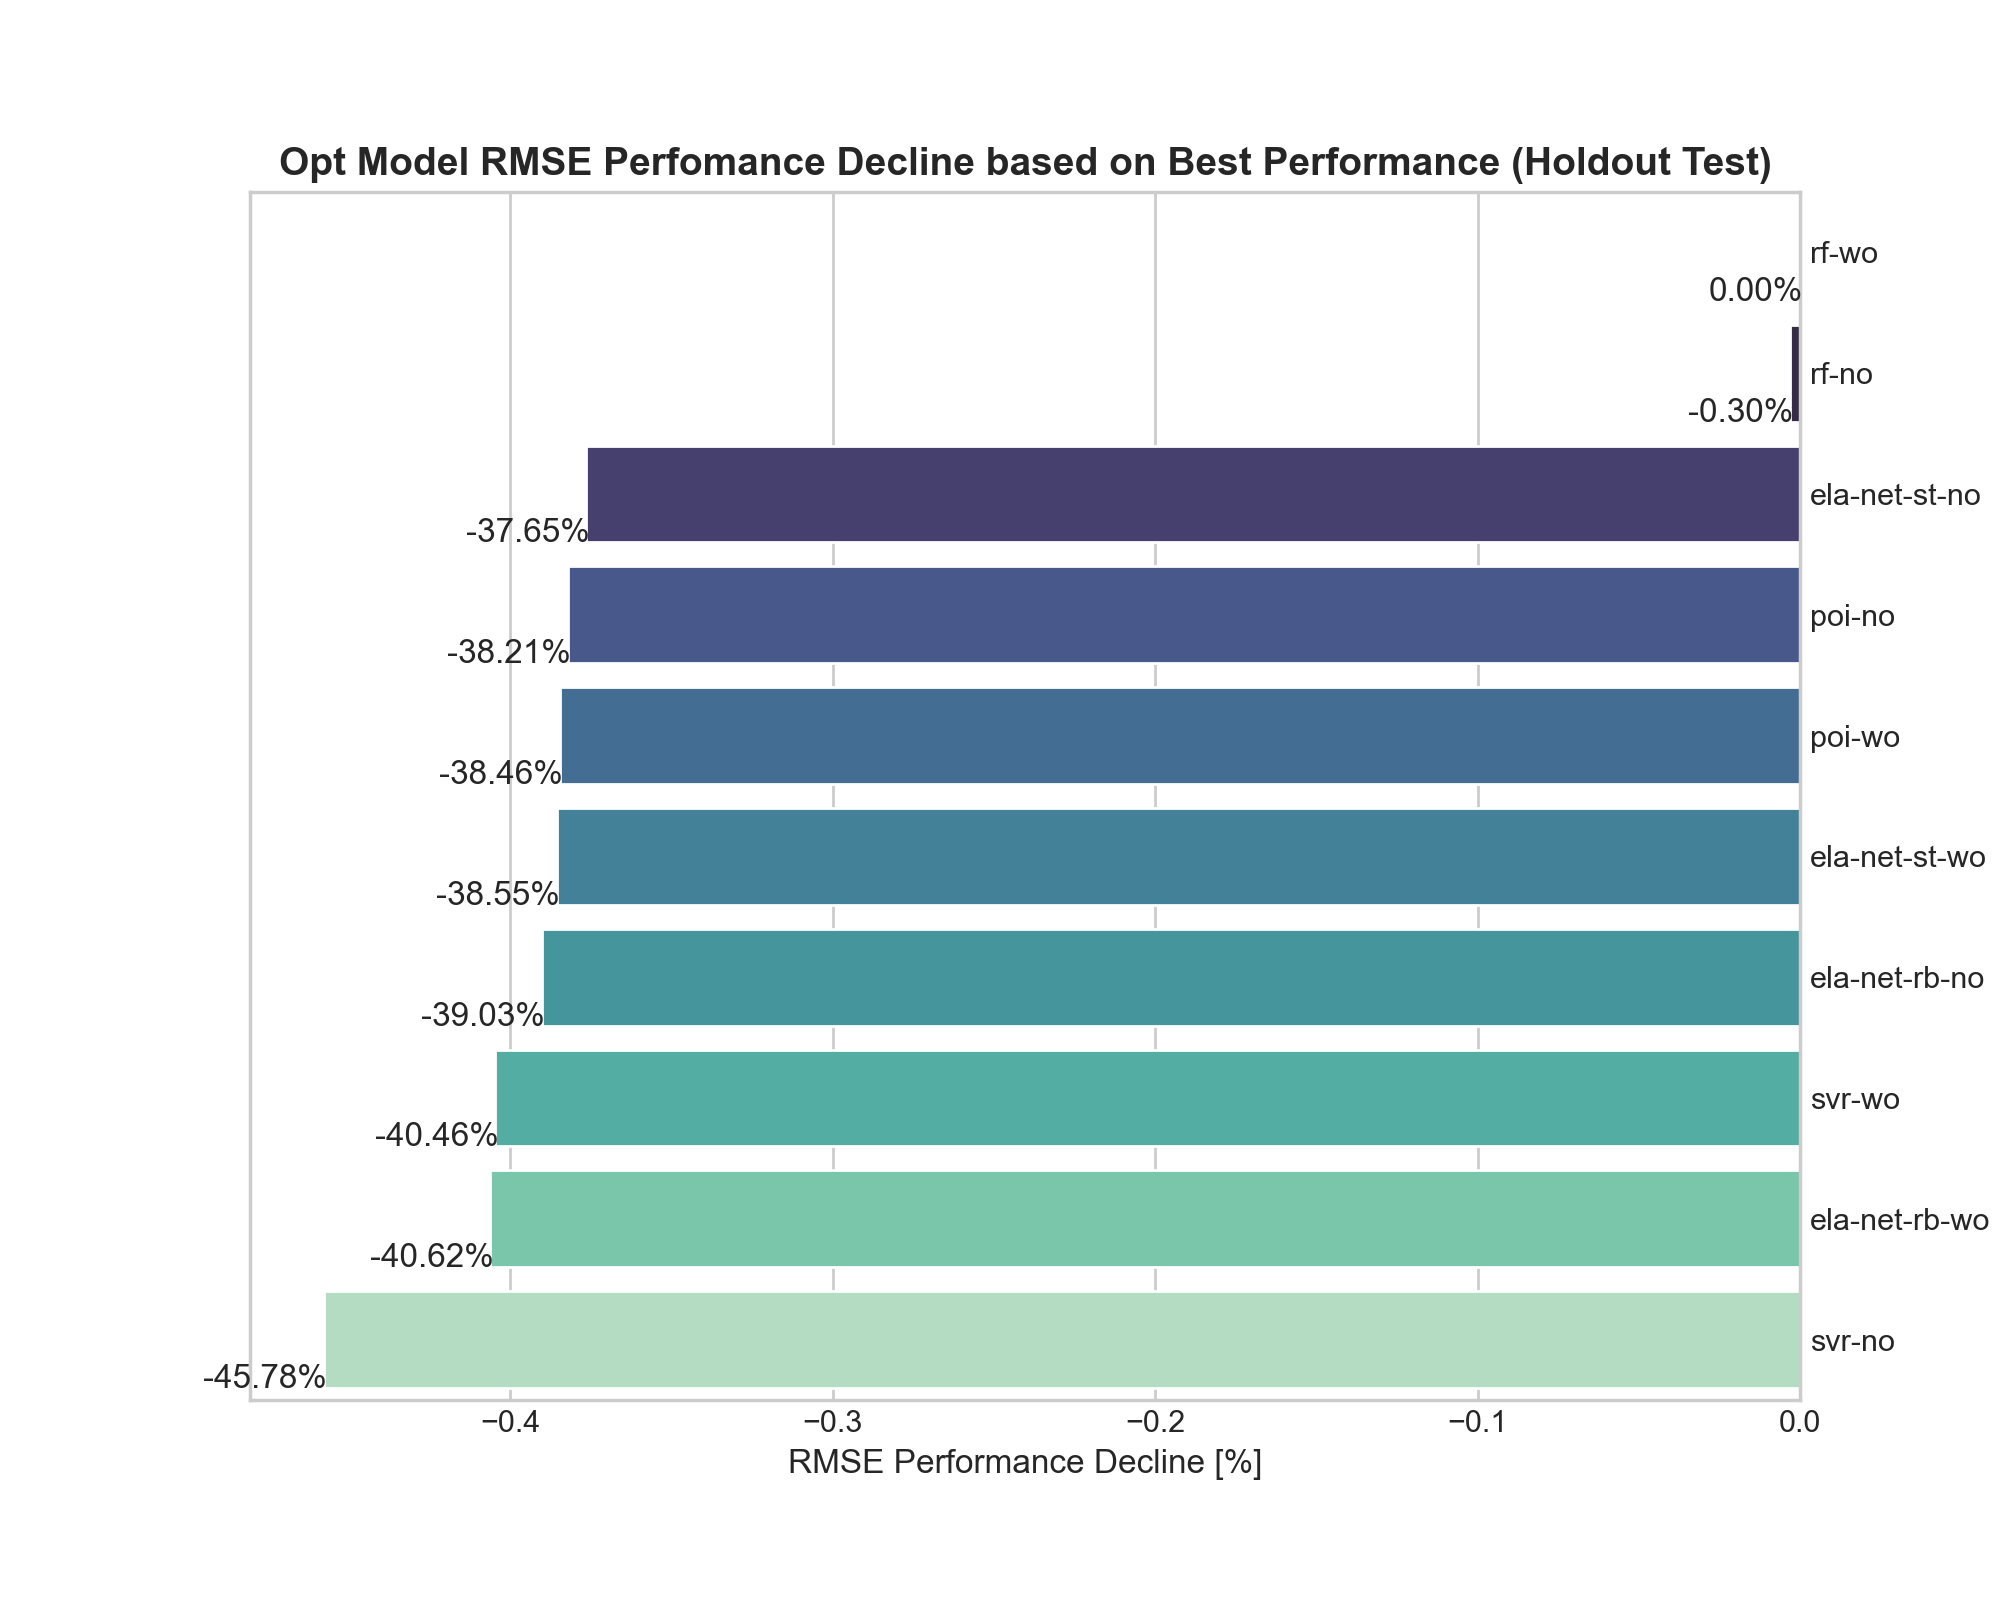 Opt Model RMSE Perfomance Decline based on Best Performance (Holdout Test)
rf-wo
0.00%
rf-no
-0.30%
ela-net-st-no
-37.65%
poi-no
-38.21%
poi-wo
-38.46%
ela-net-st-wo
-38.55%
ela-net-rb-no
-39.03%
svr-wo
-40.46%
ela-net-rb-wo
-40.62%
svr-no
-45.78%
−0.4 −0.3 −0.2 −0.1 0.0
RMSE Performance Decline [%]